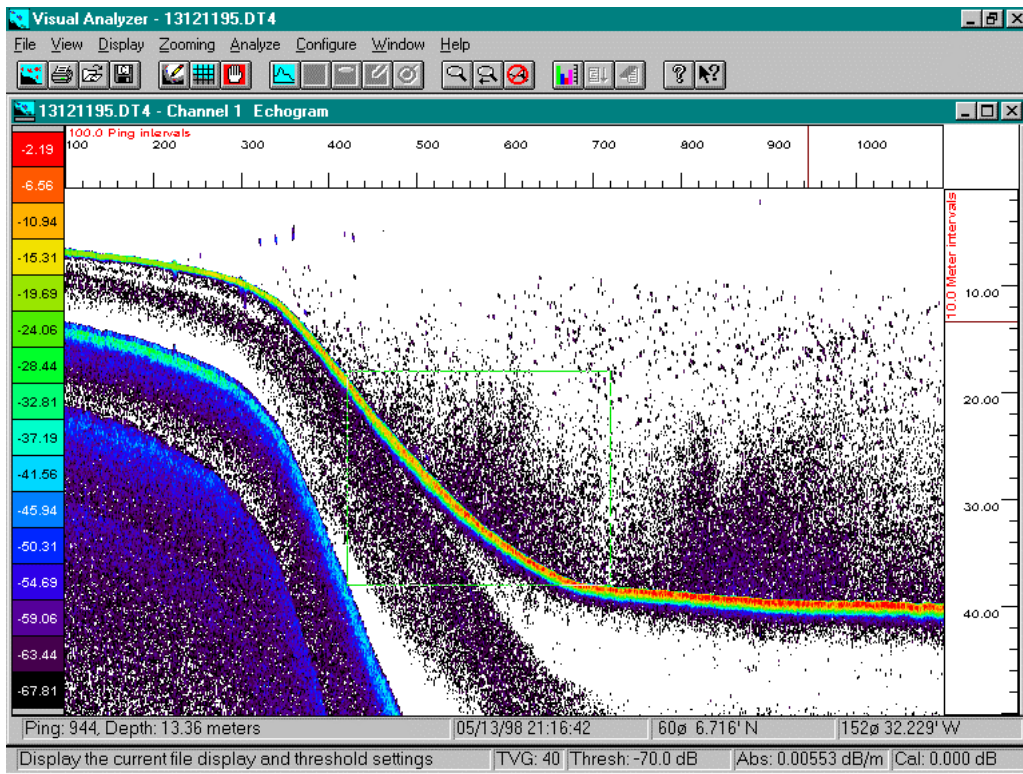 Visual Analyzer - 13121195.DT4
File View Display Zooming Analyze Configure Window Help
13121195.DT4 - Channel 1 Echogram
100.0 Ping intervals
100 200 300 400 500 600 700 800 900 1000
-2.19
-6.56
-10.94
-15.31
-19.69
-24.06
-28.44
-32.81
-37.19
-41.56
-45.94
-50.31
-54.69
-59.06
-63.44
-67.81
10.0 Meter intervals
10.00
20.00
30.00
40.00
Ping: 944, Depth: 13.36 meters 05/13/98 21:16:42 60ø 6.716' N 152ø 32.229' W
Display the current file display and threshold settings TVG: 40 Thresh: -70.0 dB Abs: 0.00553 dB/m Cal: 0.000 dB